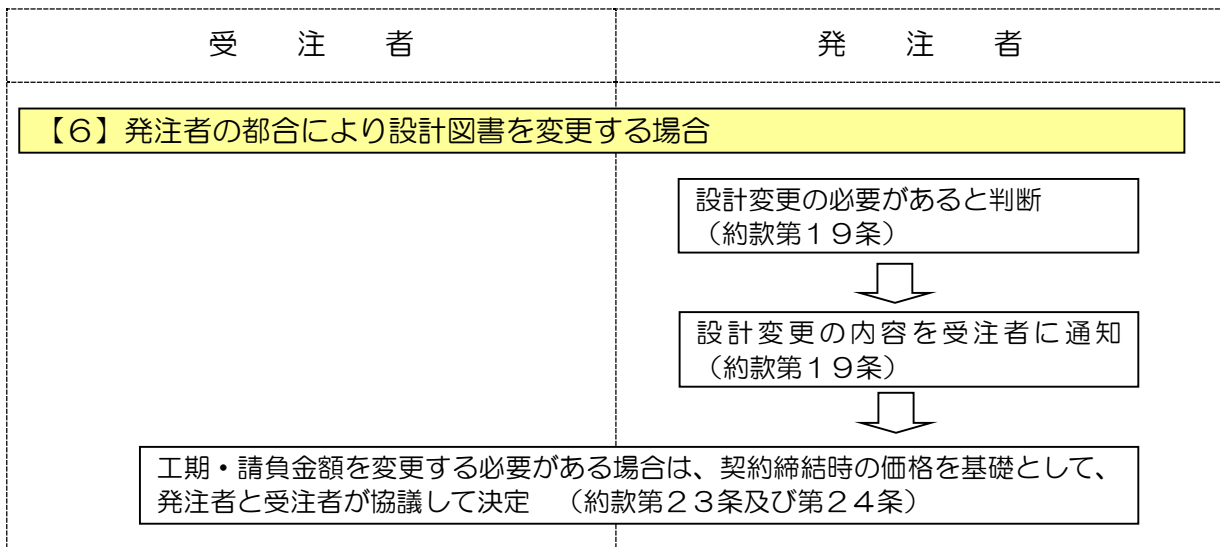 受　注　者
発　注　者
【６】発注者の都合により設計図書を変更する場合
設計変更の必要があると判断
（約款第１９条）
設計変更の内容を受注者に通知
（約款第１９条）
工期・請負金額を変更する必要がある場合は、契約締結時の価格を基礎として、
発注者と受注者が協議して決定　（約款第２３条及び第２４条）